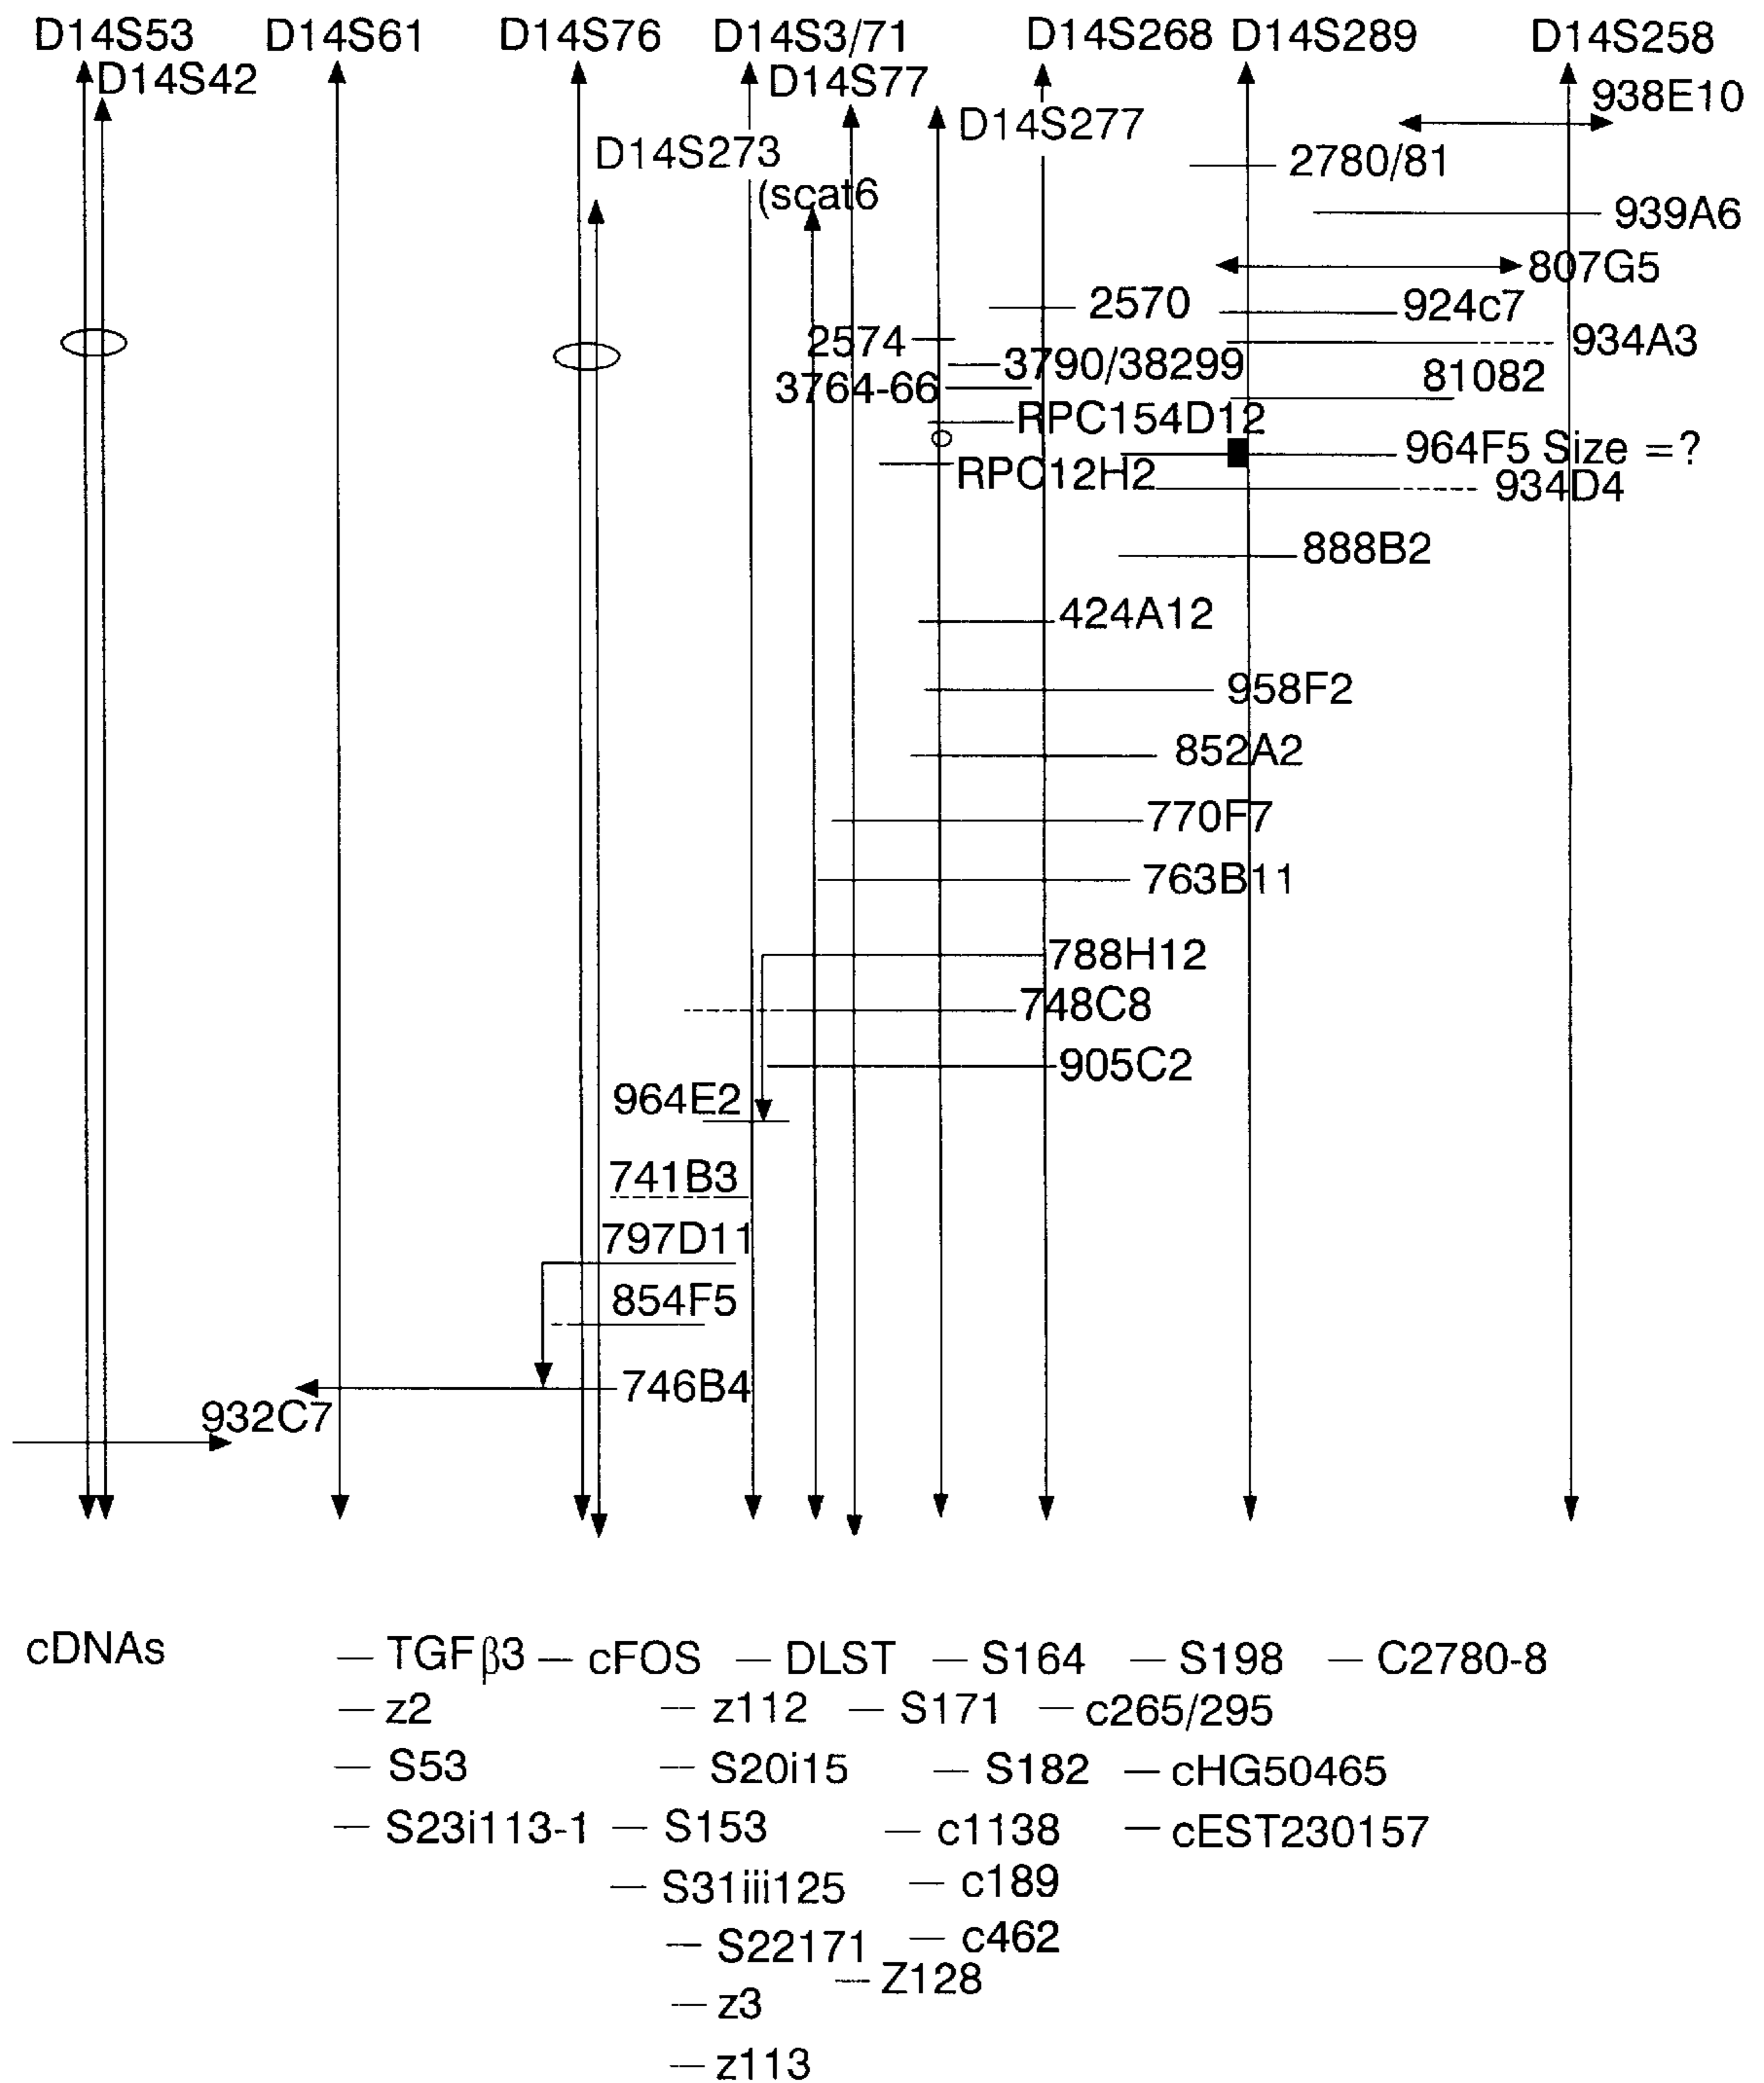 D14S53 D14S61 D14S76 D14S3/71 D14S268 D14S289 D14S258
D14S42 D14S77 938E10
D14S277
D14S273 2780/81
(scat6 939A6
807G5
2570 924c7
2574 934A3
3790/38299
3764-66 81082
RPC154D12
964F5 Size =?
RPC12H2 934D4
888B2
424A12
958F2
852A2
770F7
763B11
788H12
748C8
905C2
964E2
741B3
797D11
854F5
746B4
932C7
cDNAs — TGFβ3 — cFOS — DLST — S164 — S198 — C2780-8
— z2 — z112 — S171 — c265/295
— S53 — S20i15 — S182 — cHG50465
— S23i113-1 — S153 — c1138 — cEST230157
— S31iii125 — c189
— S22171 — c462
— Z128
— z3
— z113